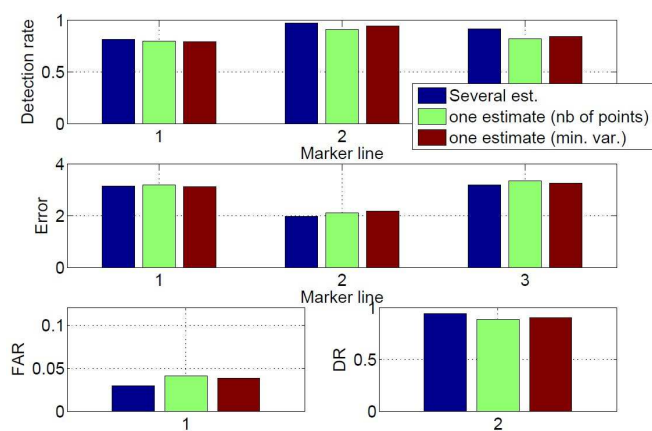 Detection rate
1
0.5
0
1
2
Marker line
Several est.
one estimate (nb of points)
one estimate (min. var.)
Error
4
2
0
1
2
3
Marker line
FAR
0.1
0.05
0
1
DR
1
0.5
0
2